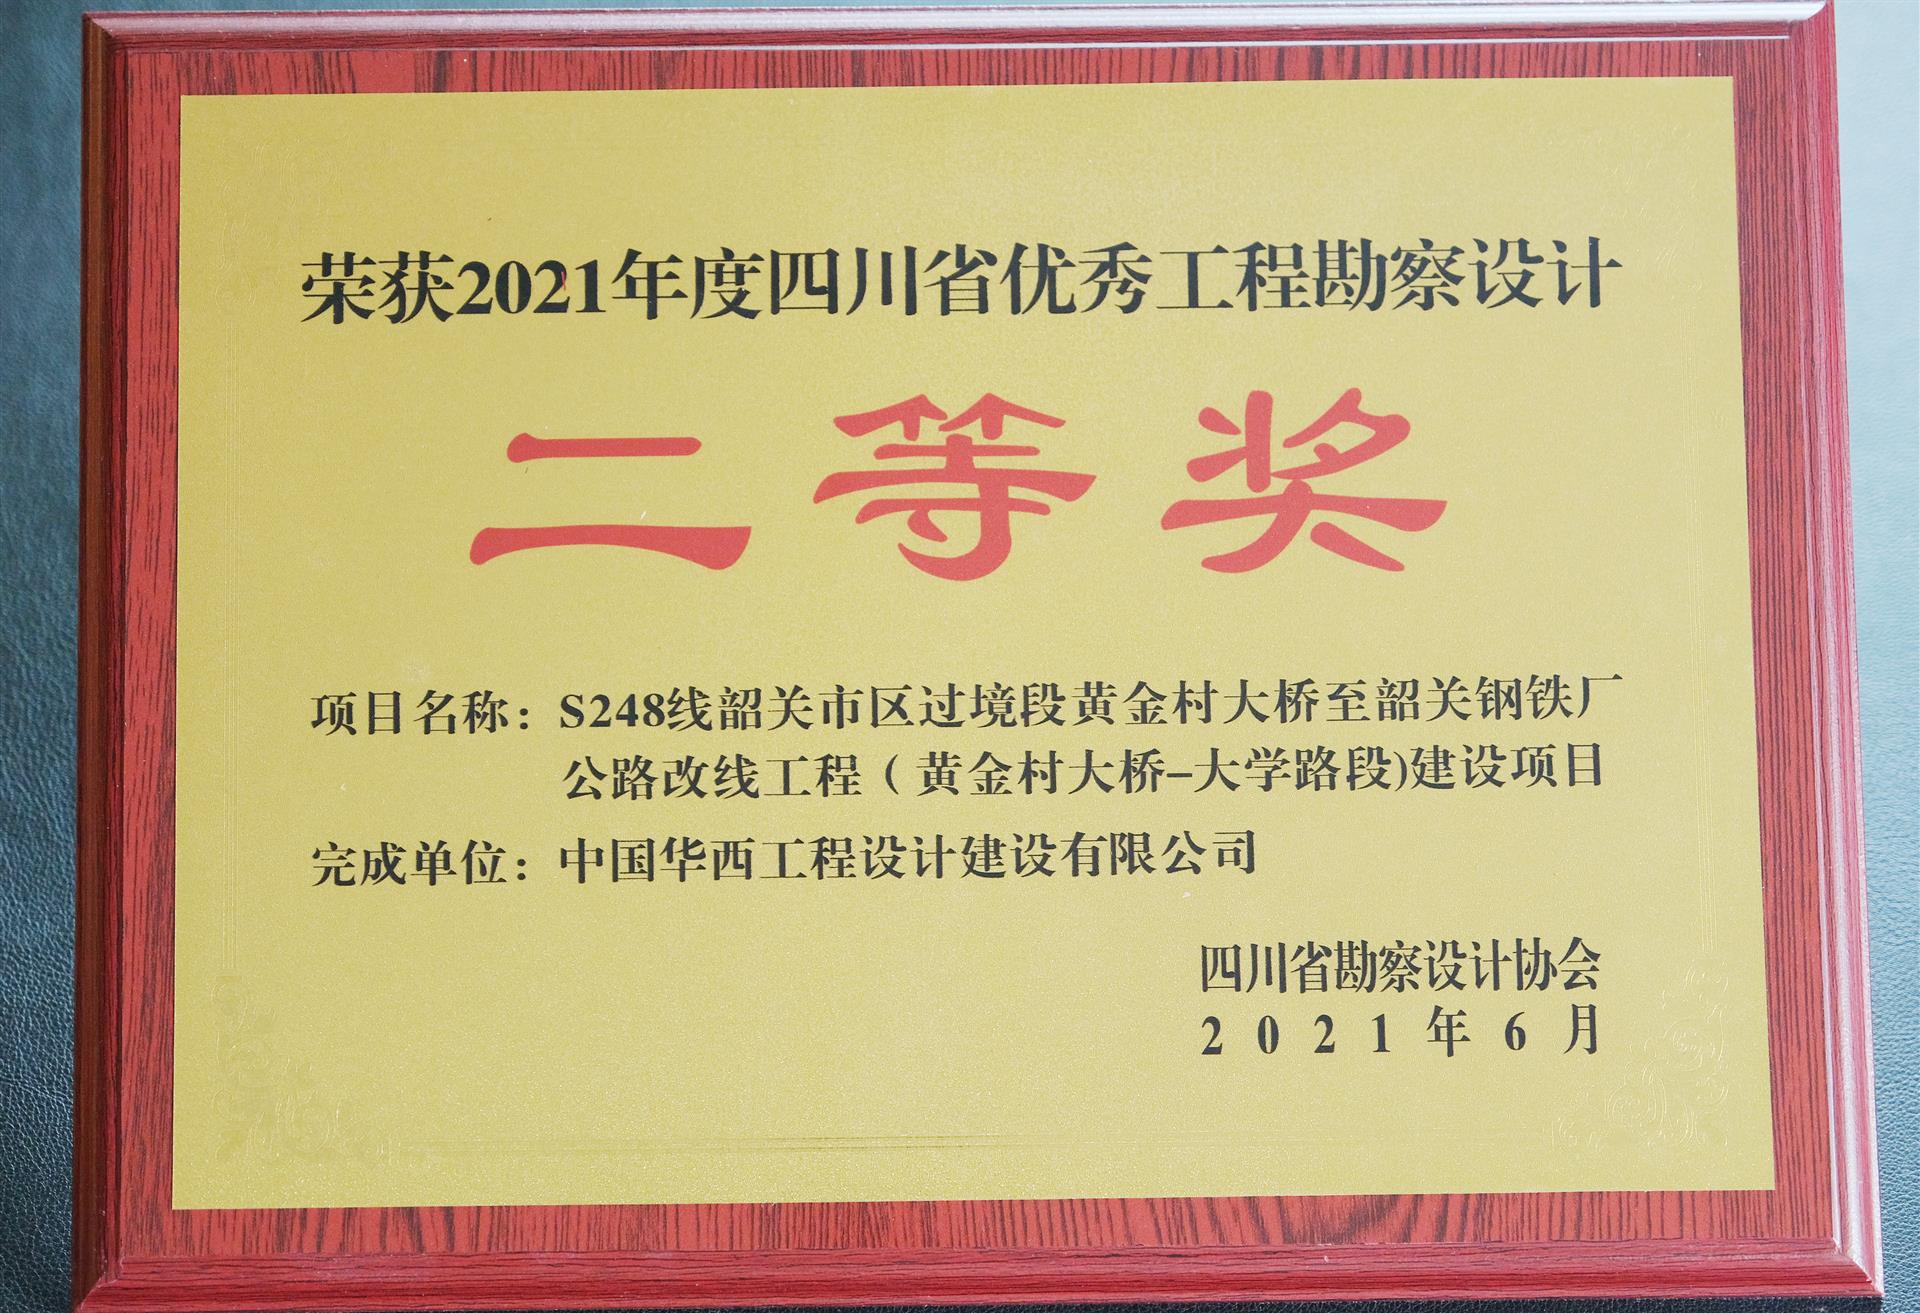 荣获2021年度四川省优秀工程勘察设计
二等奖
项目名称：S248线韶关市区过境段黄金村大桥至韶关钢铁厂
公路改线工程（黄金村大桥-大学路段)建设项目
完成单位：中国华西工程设计建设有限公司
四川省勘察设计协会
2021年6月